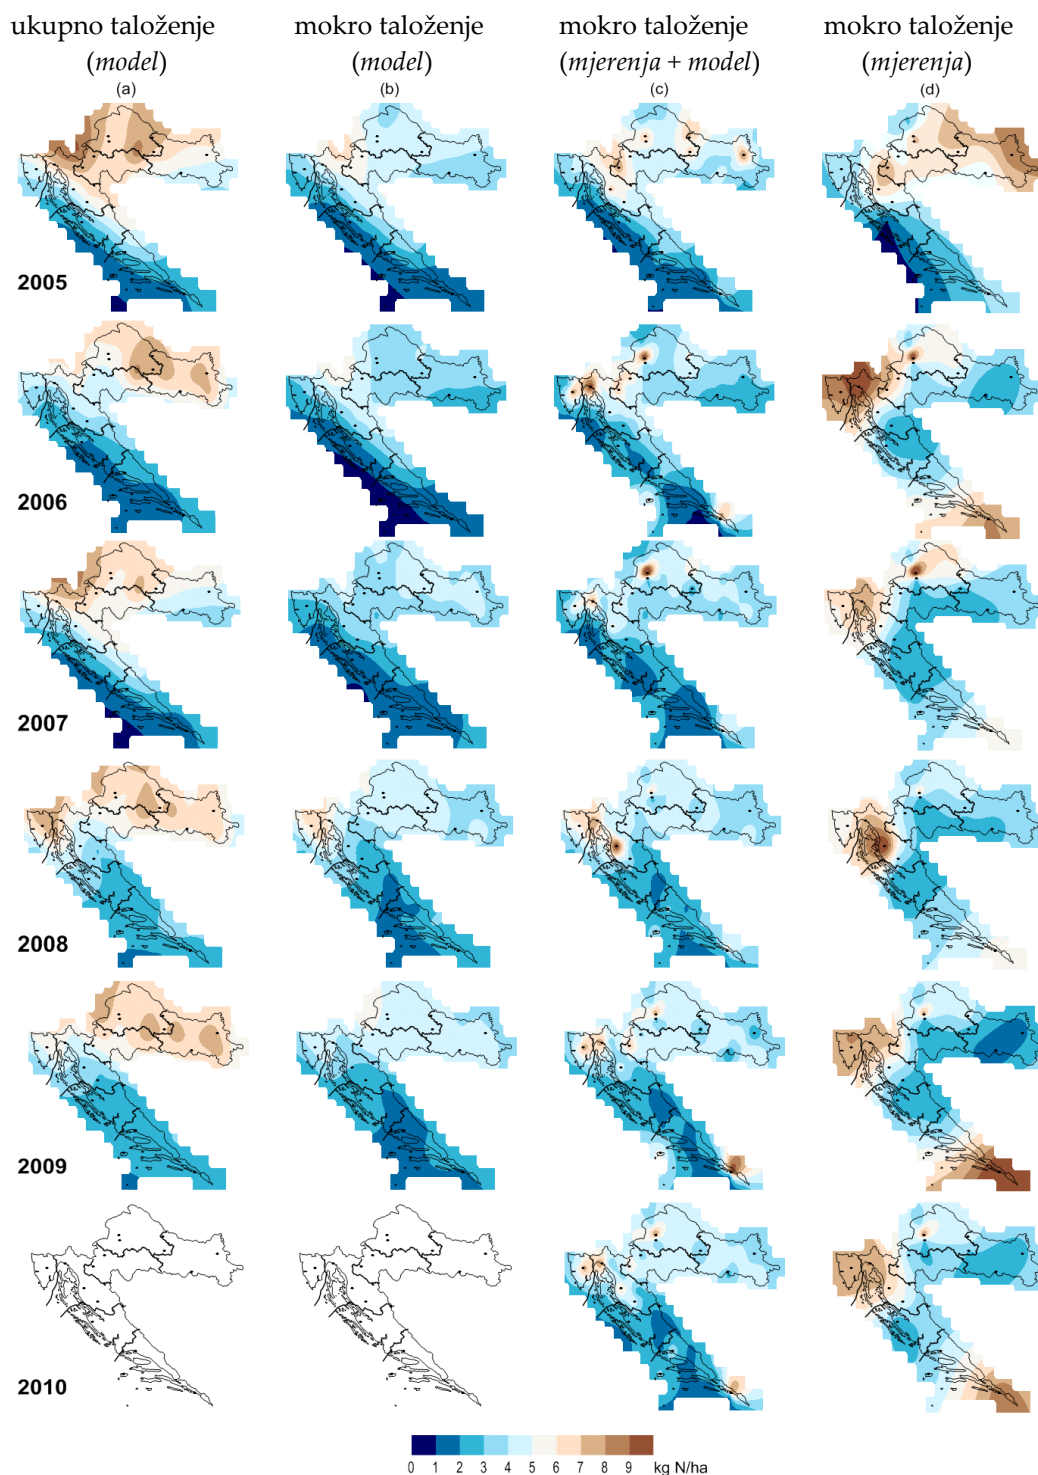 ukupno taloženje mokro taloženje mokro taloženje mokro taloženje
(model) (model) (mjerenja + model) (mjerenja)
(a) (b) (c) (d)
2005
2006
2007
2008
2009
2010
0 1 2 3 4 5 6 7 8 9 kg N/ha